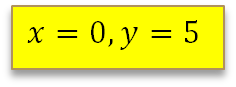 x = 0, y = 5